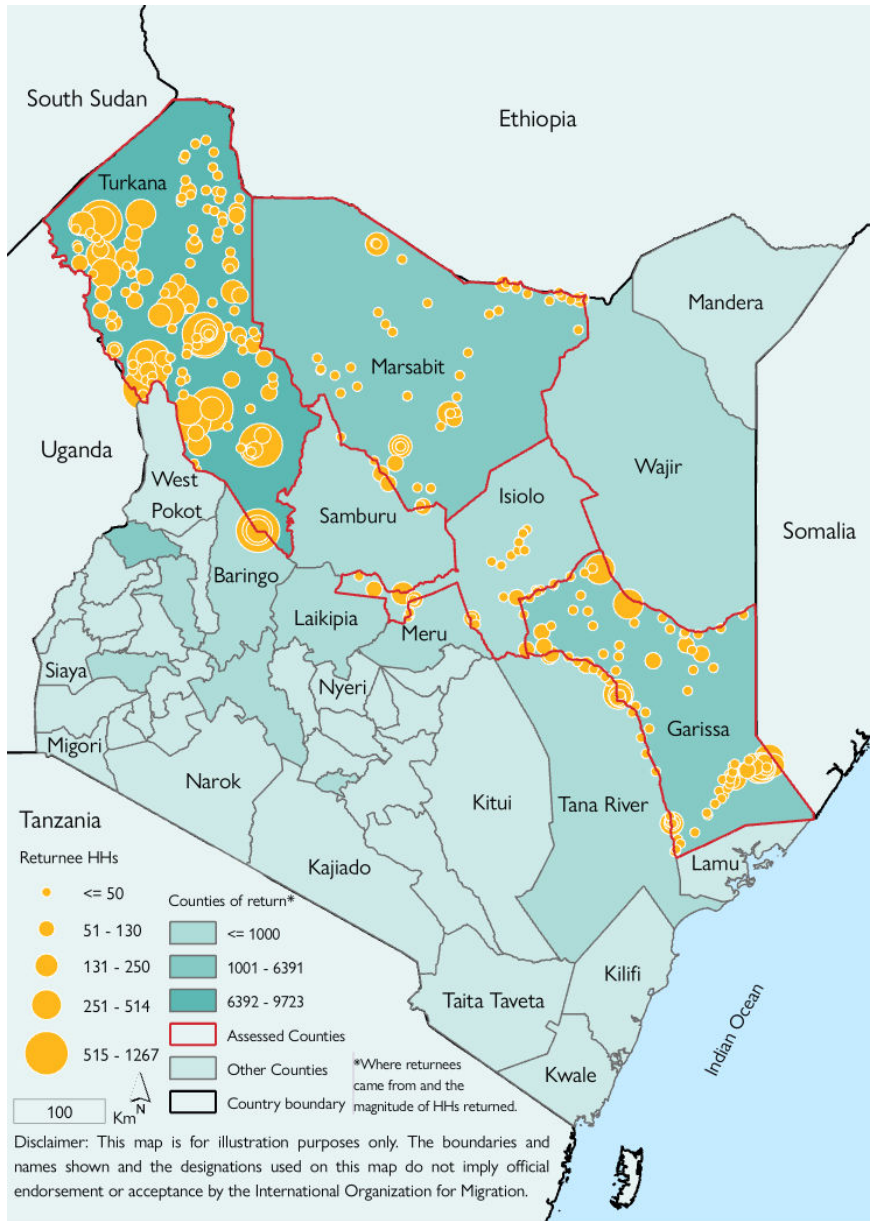 South Sudan
Ethiopia
Turkana
Mandera
Marsabit
Uganda
Wajir
West
Pokot
Isiolo
Samburu
Somalia
Baringo
Laikipia
Meru
Siaya
Nyeri
Garissa
Migori
Narok
Kitui
Tana River
Tanzania
Lamu
Kajiado
Kilifi
Taita Taveta
Kwale
Indian Ocean
Returnee HHs
<= 50
51 - 130
131 - 250
251 - 514
515 - 1267
100
Km
N
Counties of return*
<= 1000
1001 - 6391
6392 - 9723
Assessed Counties
Other Counties
Country boundary
*Where returnees
came from and the
magnitude of HHs returned.
Disclaimer: This map is for illustration purposes only. The boundaries and
names shown and the designations used on this map do not imply official
endorsement or acceptance by the International Organization for Migration.